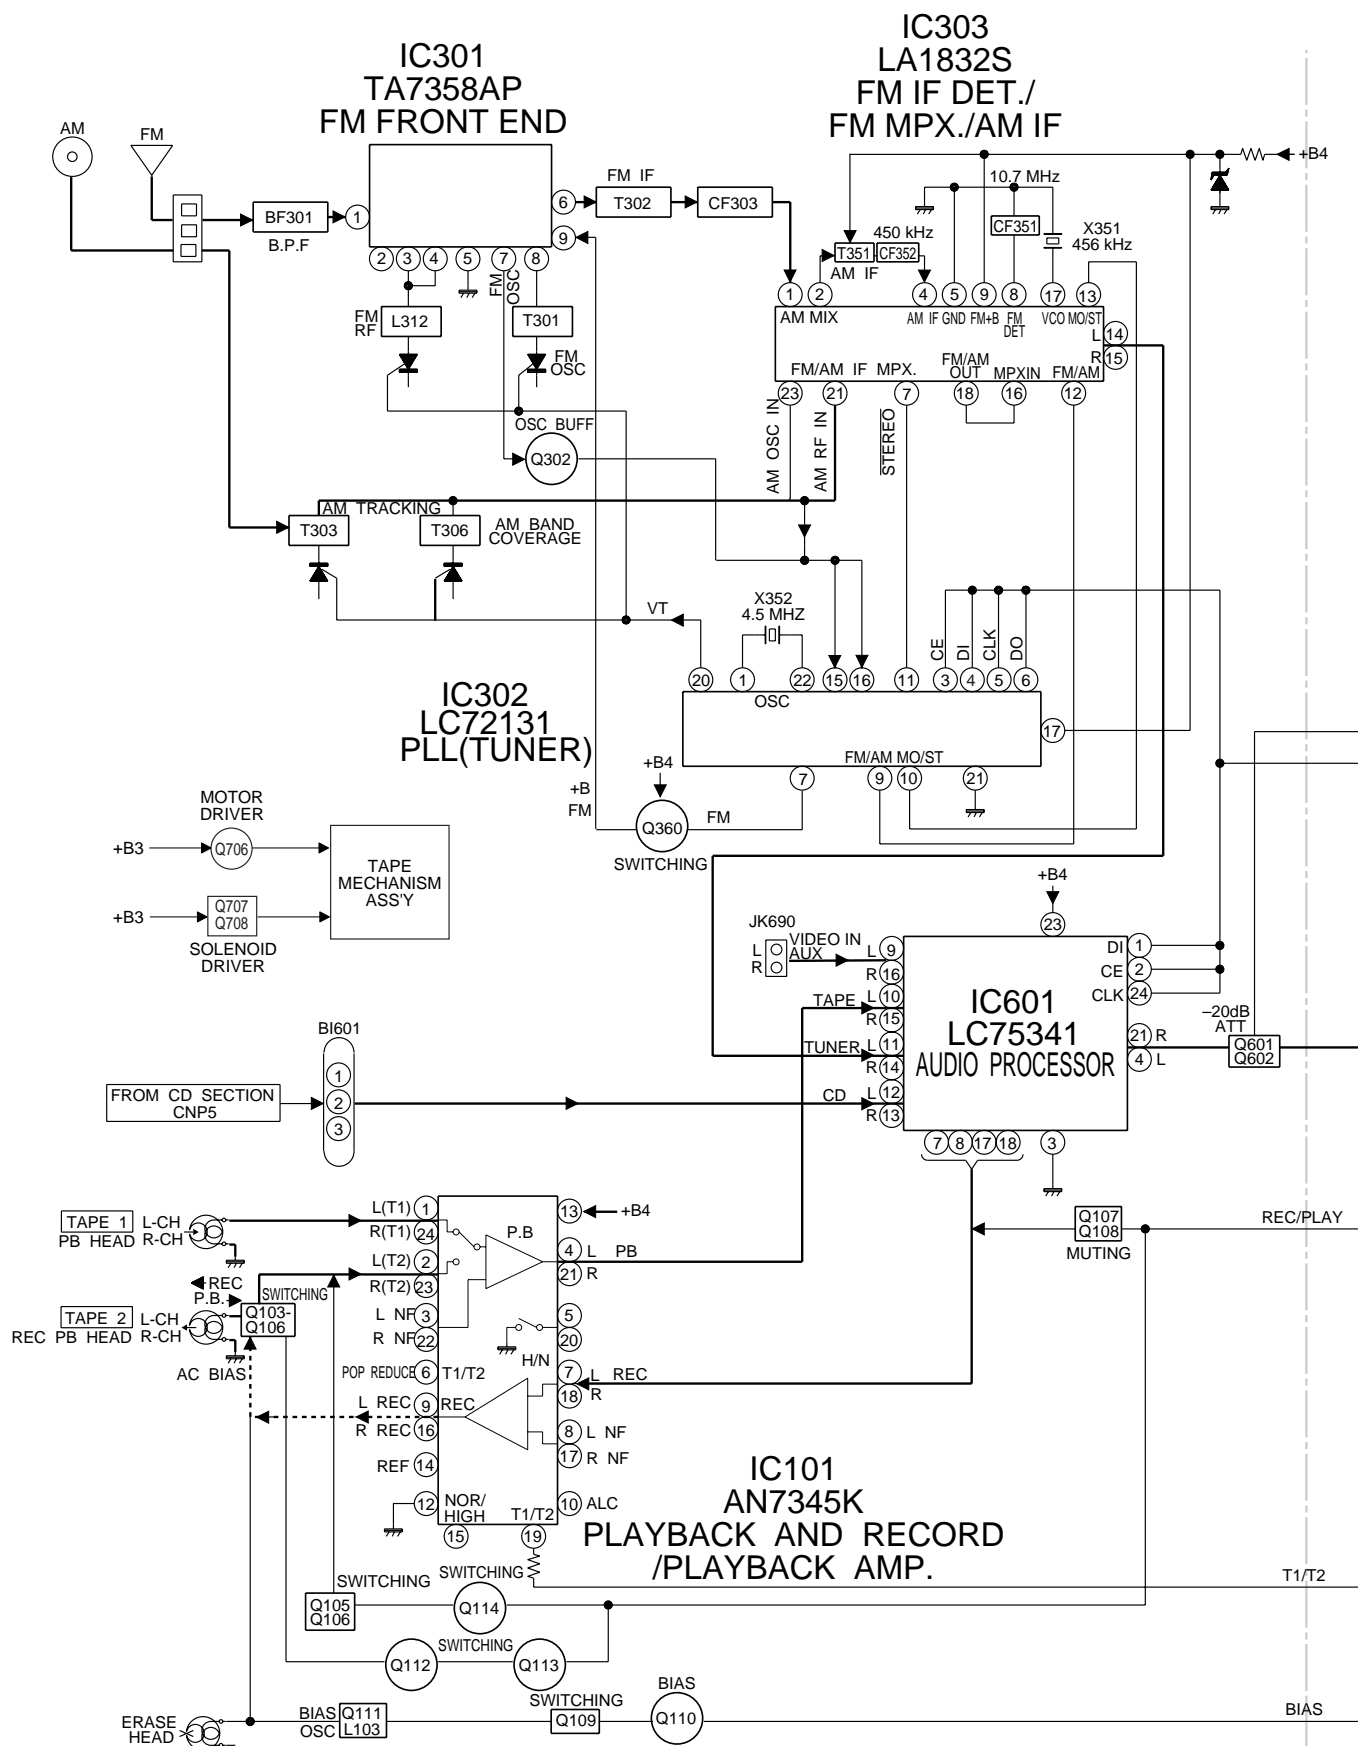 IC301
TA7358AP
FM FRONT END
IC303
LA1832S
FM IF DET./
FM MPX./AM IF
AM
FM
BF301
B.P.F
1
6
9
2
3
4
5
7
8
FM IF
T302
CF303
FM
RF
L312
FM
OSC
T301
FM
OSC
+B4
10.7 MHz
CF351
X351
456 kHz
450 kHz
T351
CF352
AM IF
1
2
4
5
9
8
17
13
AM MIX
AM IF
GND
FM+B
FM
DET
VCO
MO/ST
L
14
R
15
FM/AM IF MPX.
FM/AM
OUT
MPXIN
FM/AM
23
21
7
18
16
12
AM OSC IN
AM RF IN
STEREO
OSC BUFF
Q302
AM TRACKING
T303
T306
AM BAND
COVERAGE
VT
X352
4.5 MHZ
CE
DI
CLK
DO
20
1
22
15
16
11
3
4
5
6
OSC
17
IC302
LC72131
PLL(TUNER)
FM/AM MO/ST
7
9
10
21
+B
FM
+B4
Q360
FM
SWITCHING
MOTOR
DRIVER
+B3
Q706
TAPE
MECHANISM
ASS'Y
+B3
Q707
Q708
SOLENOID
DRIVER
JK690
L
R
VIDEO IN
AUX
L 9
R 16
TAPE
L 10
R 15
TUNER
L 11
R 14
CD
L 12
R 13
+B4
23
IC601
LC75341
AUDIO PROCESSOR
DI 1
CE 2
CLK 24
21 R
4 L
–20dB
ATT
Q601
Q602
7
8
17
18
3
BI601
1
2
3
FROM CD SECTION
CNP5
TAPE 1
PB HEAD
L-CH
R-CH
L(T1) 1
R(T1) 24
L(T2) 2
R(T2) 23
L NF 3
R NF 22
POP REDUCE 6 T1/T2
L REC 9 REC
R REC 16
REF 14
12
NOR/
HIGH
15
T1/T2
19
P.B
13
+B4
4 L PB
21 R
5
20
H/N
7 L REC
18 R
8 L NF
17 R NF
10 ALC
REC
P.B.
SWITCHING
TAPE 2
REC PB HEAD
L-CH
R-CH
Q103-
Q106
AC BIAS
Q107
Q108
MUTING
REC/PLAY
IC101
AN7345K
PLAYBACK AND RECORD
/PLAYBACK AMP.
T1/T2
SWITCHING
Q105
Q106
SWITCHING
Q114
SWITCHING
Q112
Q113
ERASE
HEAD
BIAS
OSC
Q111
L103
SWITCHING
Q109
BIAS
Q110
BIAS